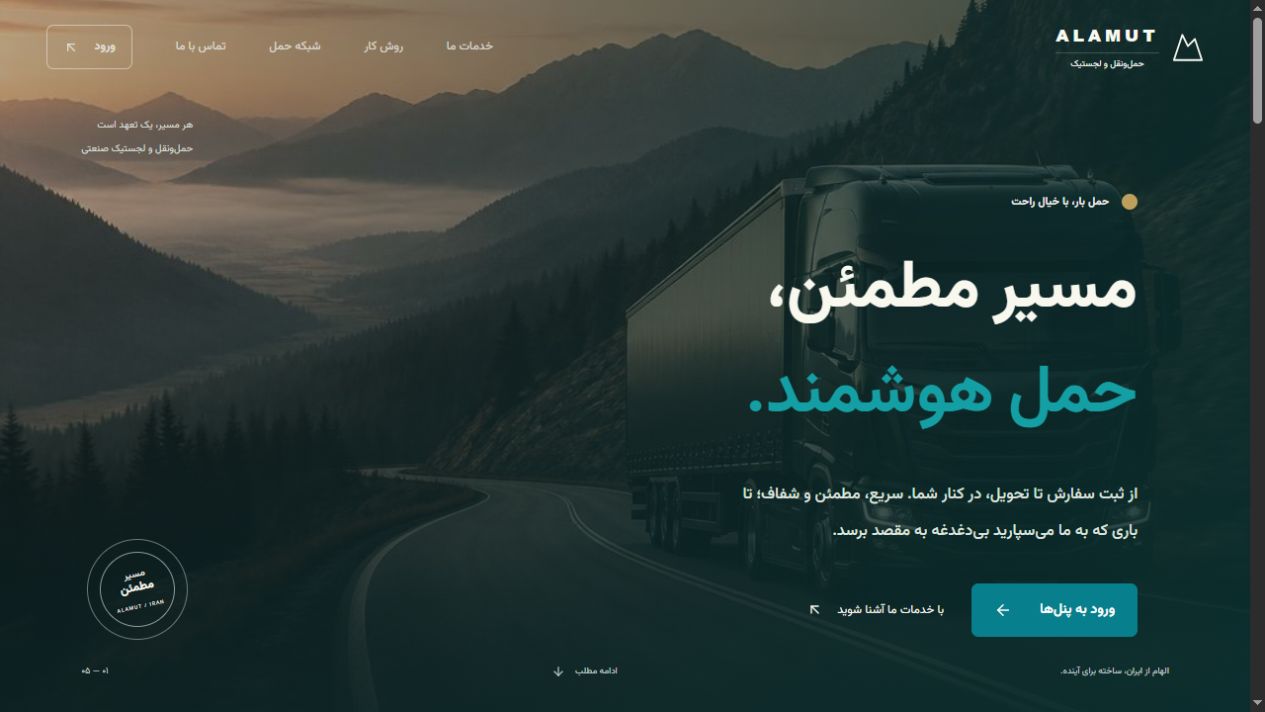 ALAMUT
حمل‌ونقل و لجستیک
خدمات ما
روش کار
شبکه حمل
تماس با ما
ورود
هر مسیر، یک تعهد است
حمل‌ونقل و لجستیک صنعتی
حمل بار، با خیال راحت
مسیر مطمئن،
حمل هوشمند.
از ثبت سفارش تا تحویل، در کنار شما. سریع، مطمئن و شفاف؛ تا
باری که به ما می‌سپارید بی‌دغدغه به مقصد برسد.
ورود به پنل‌ها
با خدمات ما آشنا شوید
مسیر
مطمئن
ALAMUT / IRAN
الهام از ایران، ساخته برای آینده.
ادامه مطلب
۰۱ — ۰۵